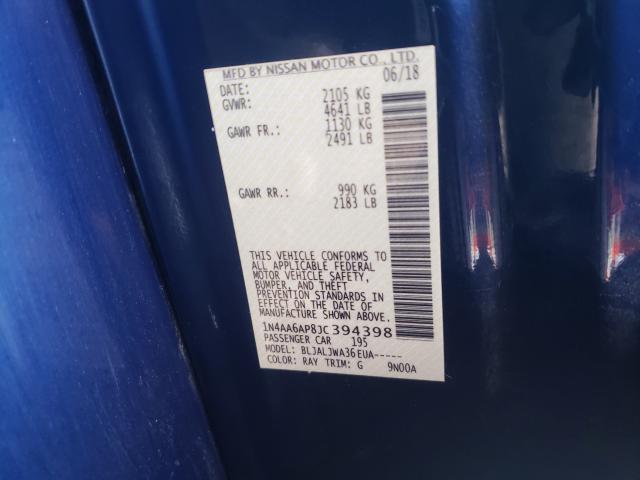 MFD BY NISSAN MOTOR CO., LTD.
DATE: 06/18
GVWR: 2105 KG
4641 LB
GAWR FR.: 1130 KG
2491 LB
GAWR RR.: 990 KG
2183 LB
THIS VEHICLE CONFORMS TO
ALL APPLICABLE FEDERAL
MOTOR VEHICLE SAFETY,
BUMPER, AND THEFT
PREVENTION STANDARDS IN
EFFECT ON THE DATE OF
MANUFACTURE.
1N4AA6AP8JC394398
PASSENGER CAR 195
MODEL: BLJALJWA36EUA-----
COLOR: RAY TRIM: G 9N00A